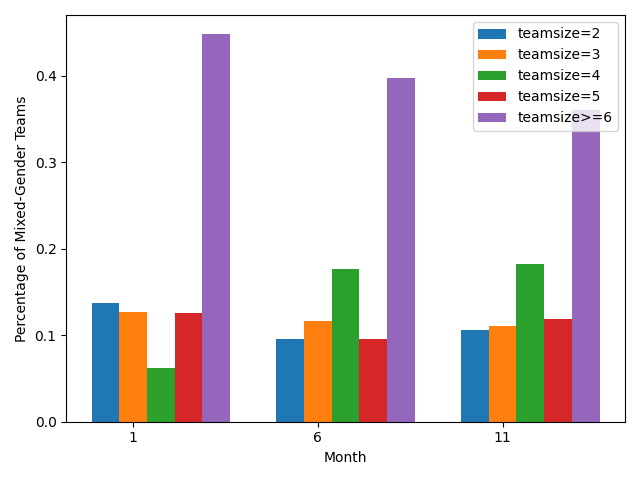 teamsize=2
teamsize=3
teamsize=4
teamsize=5
teamsize>=6
Percentage of Mixed-Gender Teams
0.4
0.3
0.2
0.1
0.0
1
6
11
Month